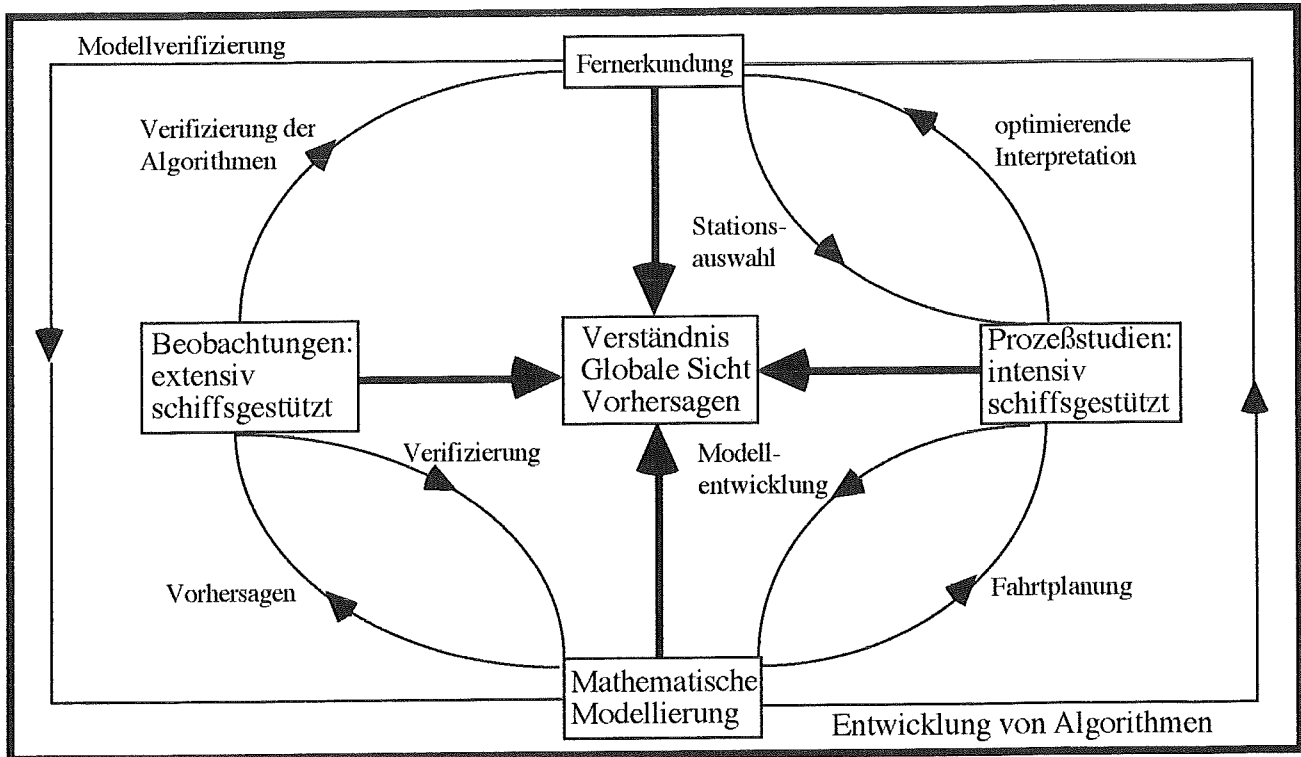 Modellverifizierung
Fernerkundung
Verifizierung der
Algorithmen
optimierende
Interpretation
Stations-
auswahl
Beobachtungen:
extensiv
schiffsgestützt
Verständnis
Globale Sicht
Vorhersagen
Prozeßstudien:
intensiv
schiffsgestützt
Verifizierung
Modell-
entwicklung
Vorhersagen
Fahrtplanung
Mathematische
Modellierung
Entwicklung von Algorithmen